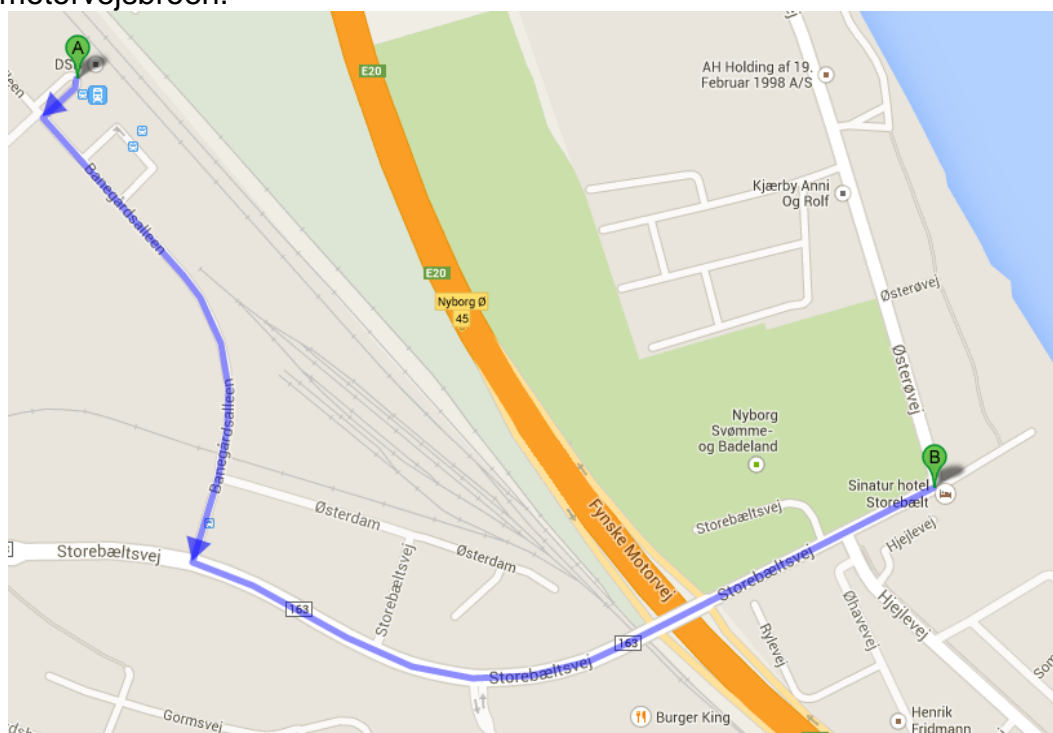 motorvejsbroen.
A
DSB
E20
AH Holding af 19.
Februar 1998 A/S
Kjærby Anni
Og Rolf
Banegårdsalleen
E20
Nyborg Ø
45
Østerøvej
Østerøvej
Banegårdsalleen
Nyborg
Svømme-
og Badeland
B
Sinatur hotel
Storebælt
Østerdam
Storebæltsvej
Hjejlevej
Fynske Motorvej
Storebæltsvej
Østerdam
Storebæltsvej
Storebæltsvej
163
Øhavevej
Hjejlevej
Rylevej
163
Storebæltsvej
Gormsvej
Burger King
Henrik
Fridmann
E20